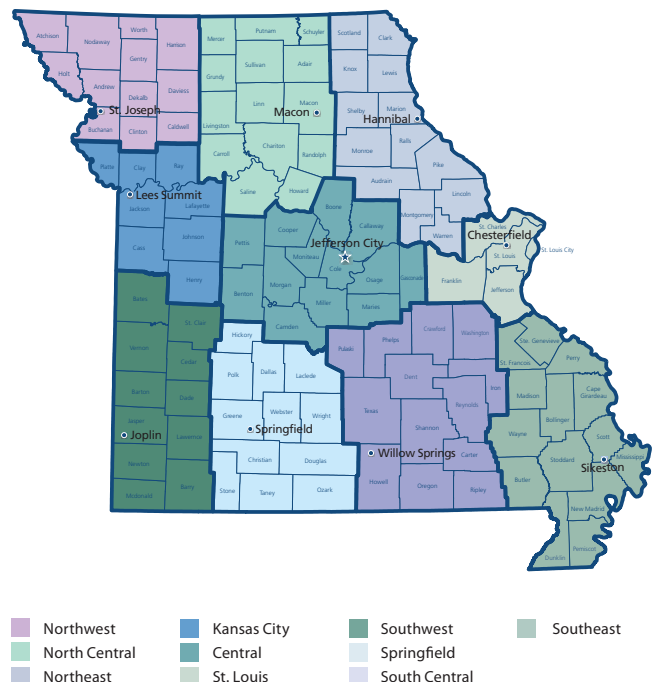 Atchison
Nodaway
Worth
Harison
Gentry
Holt
Andrew
Dekalb
Daviess
St. Joseph
Buchanan
Clinton
Caldwell
Mercer
Putnam
Schuyler
Sullivan
Adair
Grundy
Linn
Macon
Macon
Livingston
Chariton
Carroll
Randolph
Saline
Howard
Scotland
Clark
Knox
Lewis
Shelby
Marion
Hannibal
Ralls
Monroe
Pike
Audrain
Lincoln
Montgomery
Warren
Platte
Clay
Ray
Lees Summit
Jackson
Lafayette
Johnson
Cass
Henry
Boone
Cooper
Callaway
Pettis
Jefferson City
Moniteau
Cole
Osage
Gasconade
Morgan
Benton
Miller
Maries
Camden
St. Charles
Chesterfield
St. Louis City
St. Louis
Franklin
Jefferson
Bates
St. Clair
Vernon
Cedar
Barton
Dade
Jasper
Joplin
Lawrence
Newton
Mcdonald
Barry
Hickory
Polk
Dallas
Laclede
Greene
Webster
Wright
Springfield
Christian
Douglas
Stone
Taney
Ozark
Pulaki
Phelps
Crawford
Washington
Dent
Iron
Texas
Reynolds
Shannon
Willow Springs
Carter
Howell
Oregon
Ripley
Ste. Genevieve
St. Francois
Perry
Madison
Cape
Girardeau
Bollinger
Wayne
Scott
Stoddard
Mississippi
Sikeston
Butler
New Madrid
Dunklin
Pemiscot
Northwest
North Central
Northeast
Kansas City
Central
St. Louis
Southwest
Springfield
South Central
Southeast